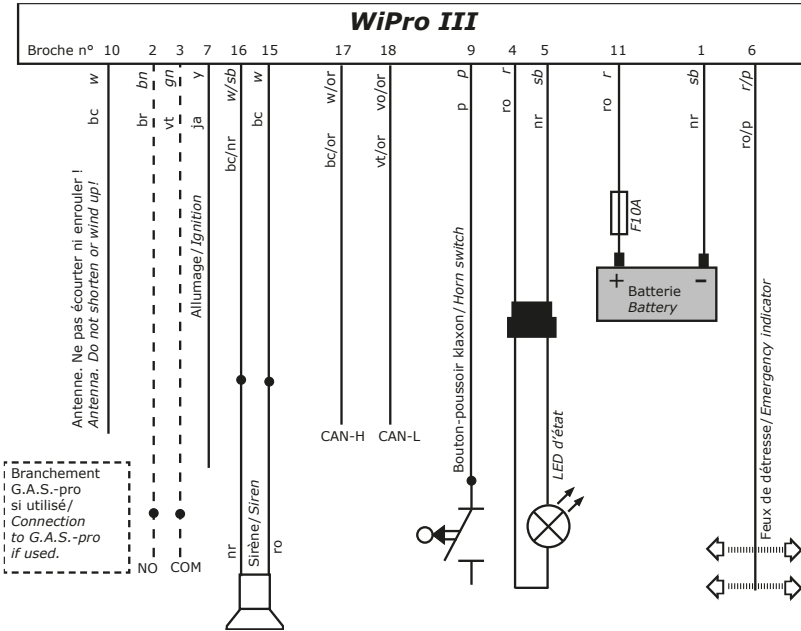 WiPro III
Broche n° 10 2 3 7 16 15 17 18 9 4 5 11 1 6
w
bn
gn
y
w/sb
w
w/or
vo/or
p
r
sb
r
sb
r/p
bc
br
vt
ja
bc/nr
bc
bc/or
vt/or
p
ro
nr
ro
nr
ro/p
Antenne. Ne pas écourter ni enrouler !
Antenna. Do not shorten or wind up!
Allumage/Ignition
Sirène/Siren
nr
ro
CAN-H CAN-L
Bouton-poussoir klaxon/Horn switch
LED d'état
F10A
+ -
Batterie
Battery
Feux de détresse/Emergency indicator
Branchement
G.A.S.-pro
si utilisé/
Connection
to G.A.S.-pro
if used.
NO COM